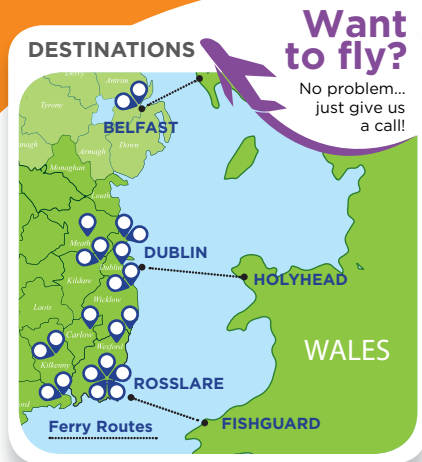 DESTINATIONS
Want
to fly?
No problem...
just give us
a call!
Derry
Antrim
Tyrone
BELFAST
Down
Armagh
Monaghan
Louth
Meath
DUBLIN
Dublin
Kildare
HOLYHEAD
Wicklow
Laois
Carlow
WALES
Wexford
Kilkenny
ROSSLARE
Ferry Routes
FISHGUARD